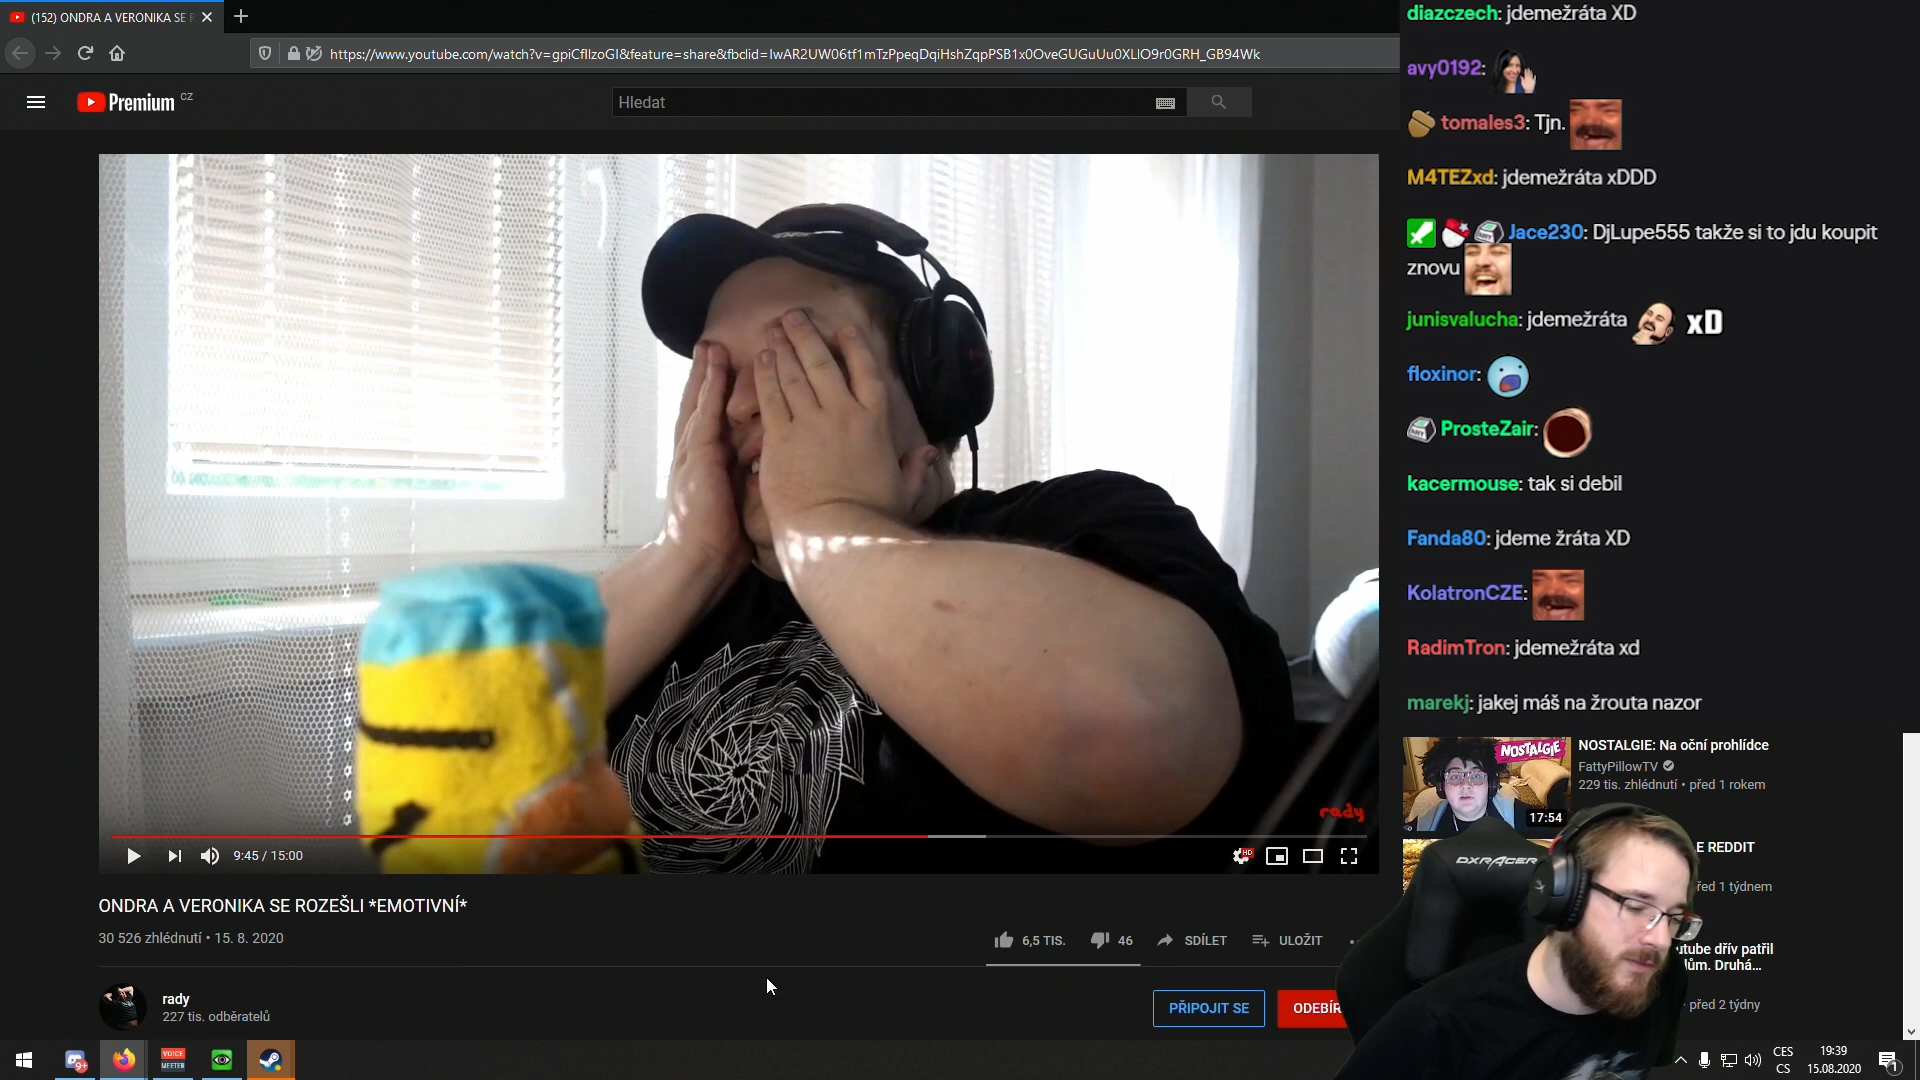 (152) ONDRA A VERONIKA SE R
https://www.youtube.com/watch?v=gpiCfIlzoGI&feature=share&fbclid=IwAR2UW06tf1mTzPpeqDqiHshZqpPSB1x0OveGUGuUu0XLlO9r0GRH_GB94Wk
Premium CZ
Hledat
rady
9:45 / 15:00
HD
ONDRA A VERONIKA SE ROZEŠLI *EMOTIVNÍ*
30 526 zhlédnutí • 15. 8. 2020
6,5 TIS.
46
SDÍLET
ULOŽIT
rady
227 tis. odběratelů
PŘIPOJIT SE
ODEBÍR
diazczech: jdemežráta XD
avy0192:
tomales3: Tjn.
M4TEZxd: jdemežráta xDDD
Jace230: DjLupe555 takže si to jdu koupit
znovu
junisvalucha: jdemežráta xD
floxinor:
ProsteZair:
kacermouse: tak si debil
Fanda80: jdeme žráta XD
KolatronCZE:
RadimTron: jdemežráta xd
marekj: jakej máš na žrouta nazor
NOSTALGIE
17:54
NOSTALGIE: Na oční prohlídce
FattyPillowTV
229 tis. zhlédnutí • před 1 rokem
E REDDIT
řed 1 týdnem
utube dřív patřil
lům. Druhá...
• před 2 týdny
DXRACER
9+
VOICE
MEETER
CES
CS
19:39
15.08.2020
1